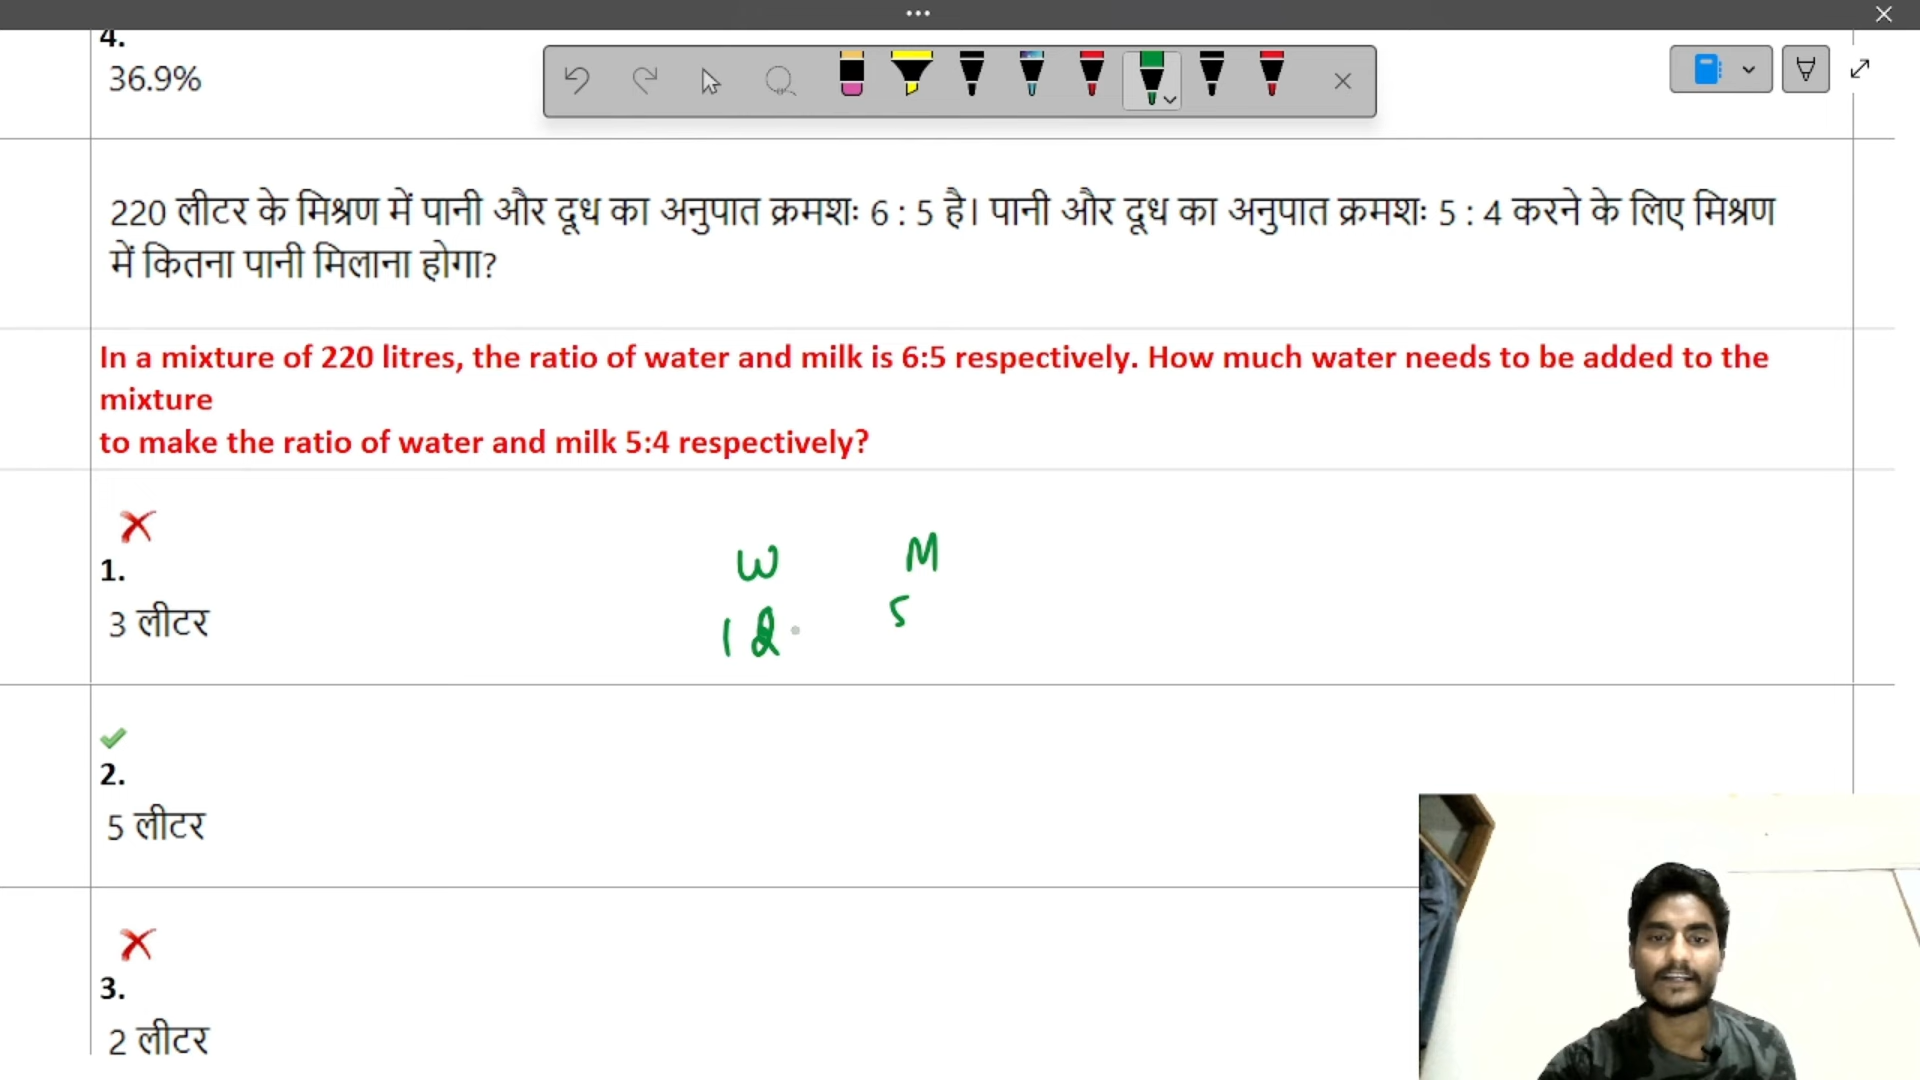 4.
36.9%
220 लीटर के मिश्रण में पानी और दूध का अनुपात क्रमशः 6 : 5 है। पानी और दूध का अनुपात क्रमशः 5 : 4 करने के लिए मिश्रण
में कितना पानी मिलाना होगा?
In a mixture of 220 litres, the ratio of water and milk is 6:5 respectively. How much water needs to be added to the
mixture
to make the ratio of water and milk 5:4 respectively?
W M
12 5
1.
3 लीटर
2.
5 लीटर
3.
2 लीटर